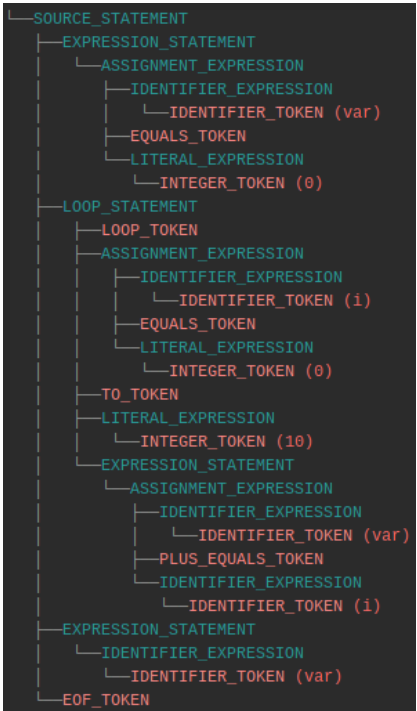 SOURCE_STATEMENT
EXPRESSION_STATEMENT
ASSIGNMENT_EXPRESSION
IDENTIFIER_EXPRESSION
IDENTIFIER_TOKEN (var)
EQUALS_TOKEN
LITERAL_EXPRESSION
INTEGER_TOKEN (0)
LOOP_STATEMENT
LOOP_TOKEN
ASSIGNMENT_EXPRESSION
IDENTIFIER_EXPRESSION
IDENTIFIER_TOKEN (i)
EQUALS_TOKEN
LITERAL_EXPRESSION
INTEGER_TOKEN (0)
TO_TOKEN
LITERAL_EXPRESSION
INTEGER_TOKEN (10)
EXPRESSION_STATEMENT
ASSIGNMENT_EXPRESSION
IDENTIFIER_EXPRESSION
IDENTIFIER_TOKEN (var)
PLUS_EQUALS_TOKEN
IDENTIFIER_EXPRESSION
IDENTIFIER_TOKEN (i)
EXPRESSION_STATEMENT
IDENTIFIER_EXPRESSION
IDENTIFIER_TOKEN (var)
EOF_TOKEN